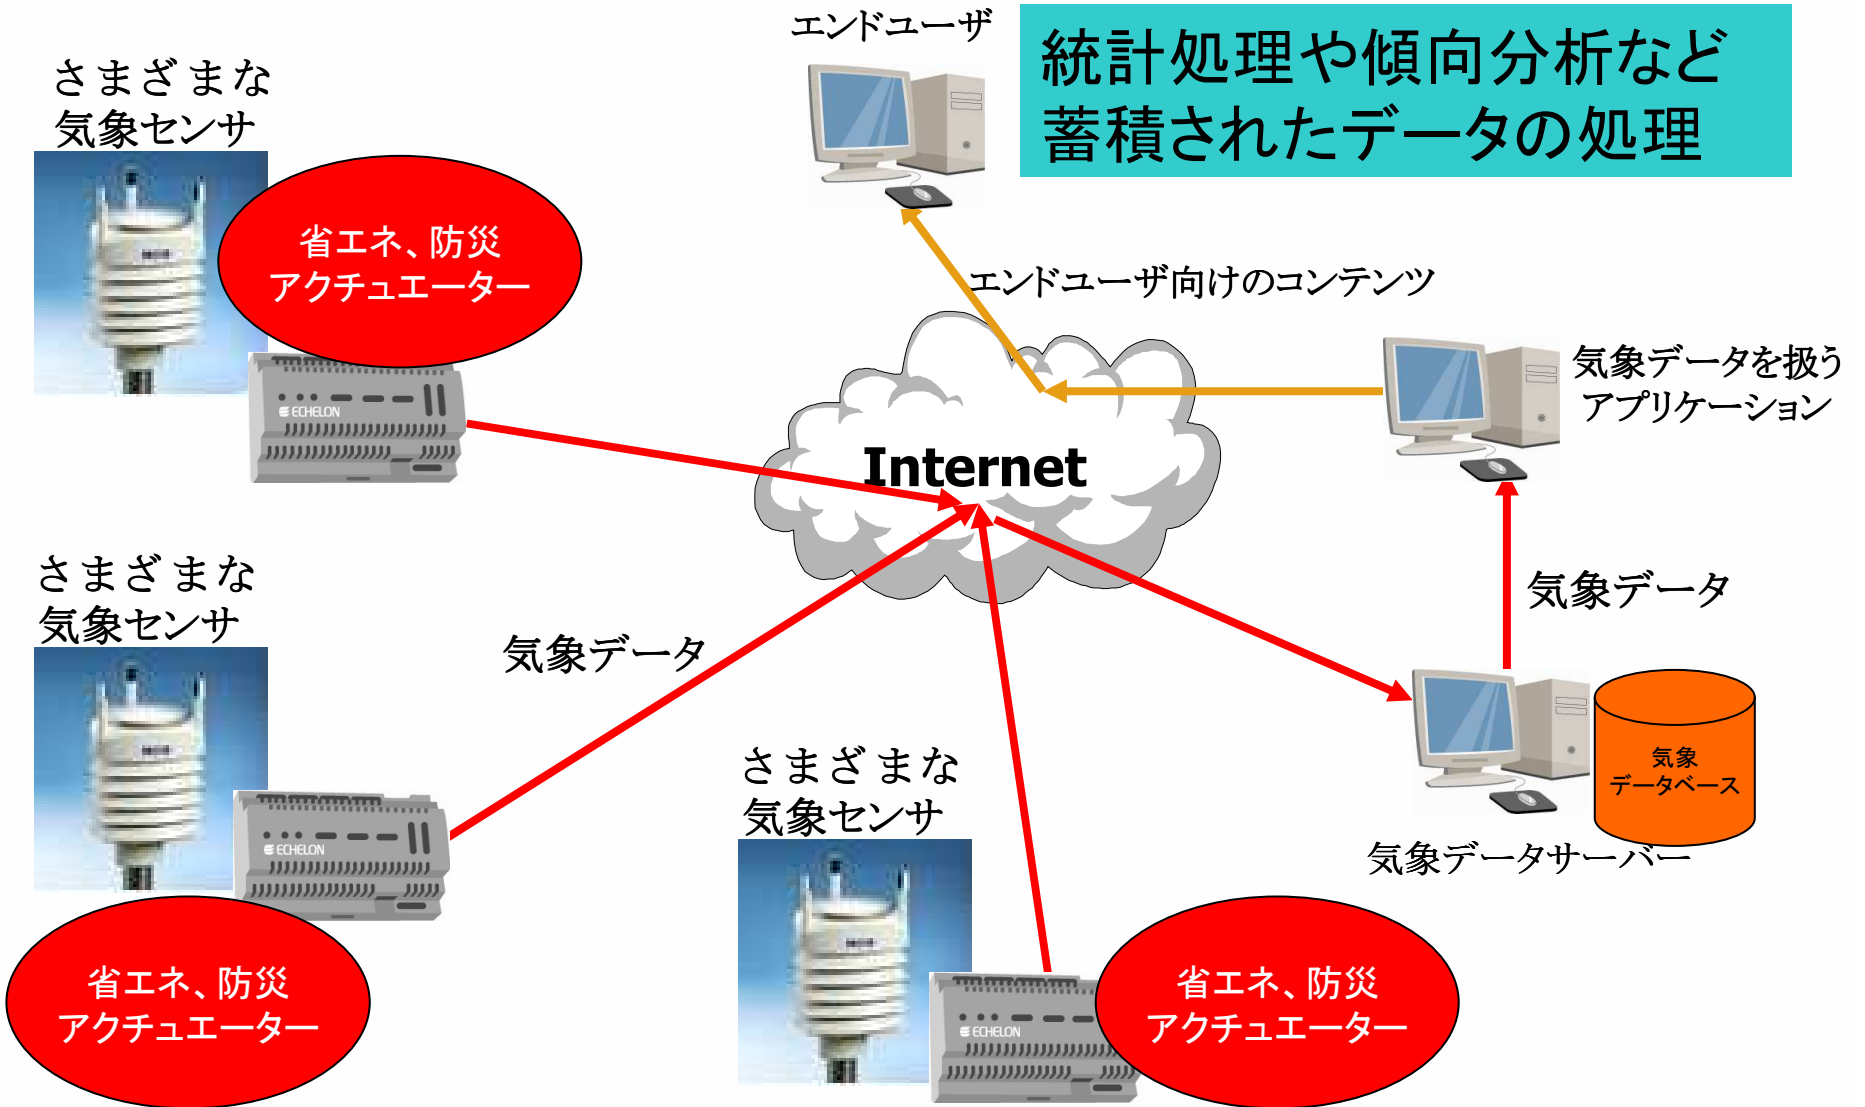 エンドユーザ
統計処理や傾向分析など
蓄積されたデータの処理
さまざまな
気象センサ
省エネ、防災
アクチュエーター
ECHELON
エンドユーザ向けのコンテンツ
気象データを扱う
アプリケーション
Internet
さまざまな
気象センサ
気象データ
気象データ
ECHELON
省エネ、防災
アクチュエーター
さまざまな
気象センサ
ECHELON
省エネ、防災
アクチュエーター
気象
データベース
気象データサーバー